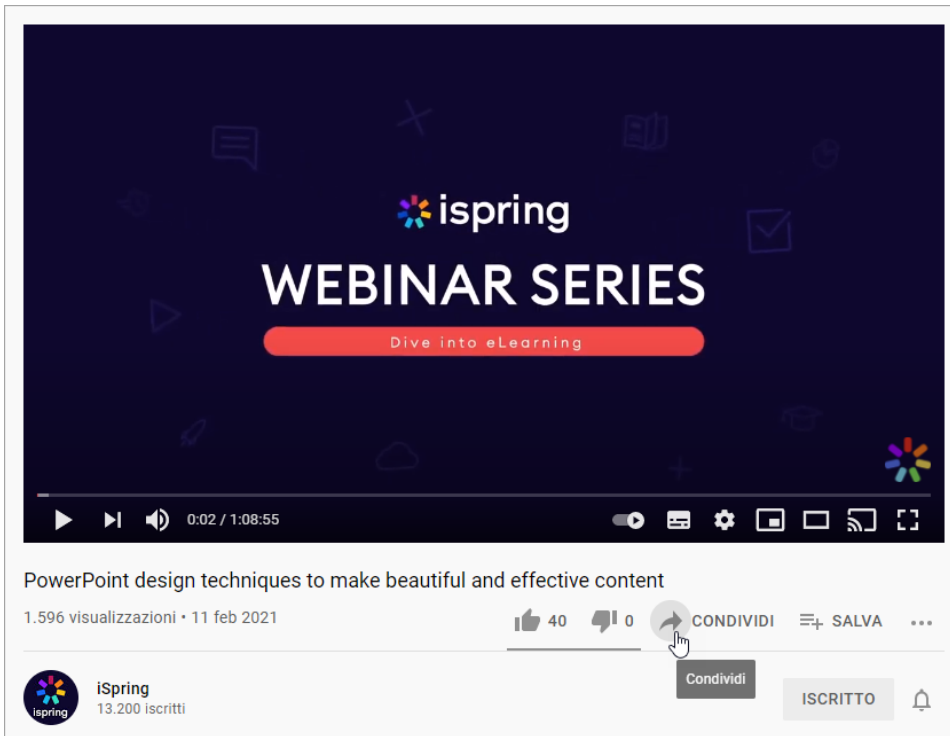 ispring
WEBINAR SERIES
Dive into eLearning
0:02 / 1:08:55
PowerPoint design techniques to make beautiful and effective content
1.596 visualizzazioni • 11 feb 2021
40
0
CONDIVIDI
SALVA
Condividi
ispring
iSpring
13.200 iscritti
ISCRITTO